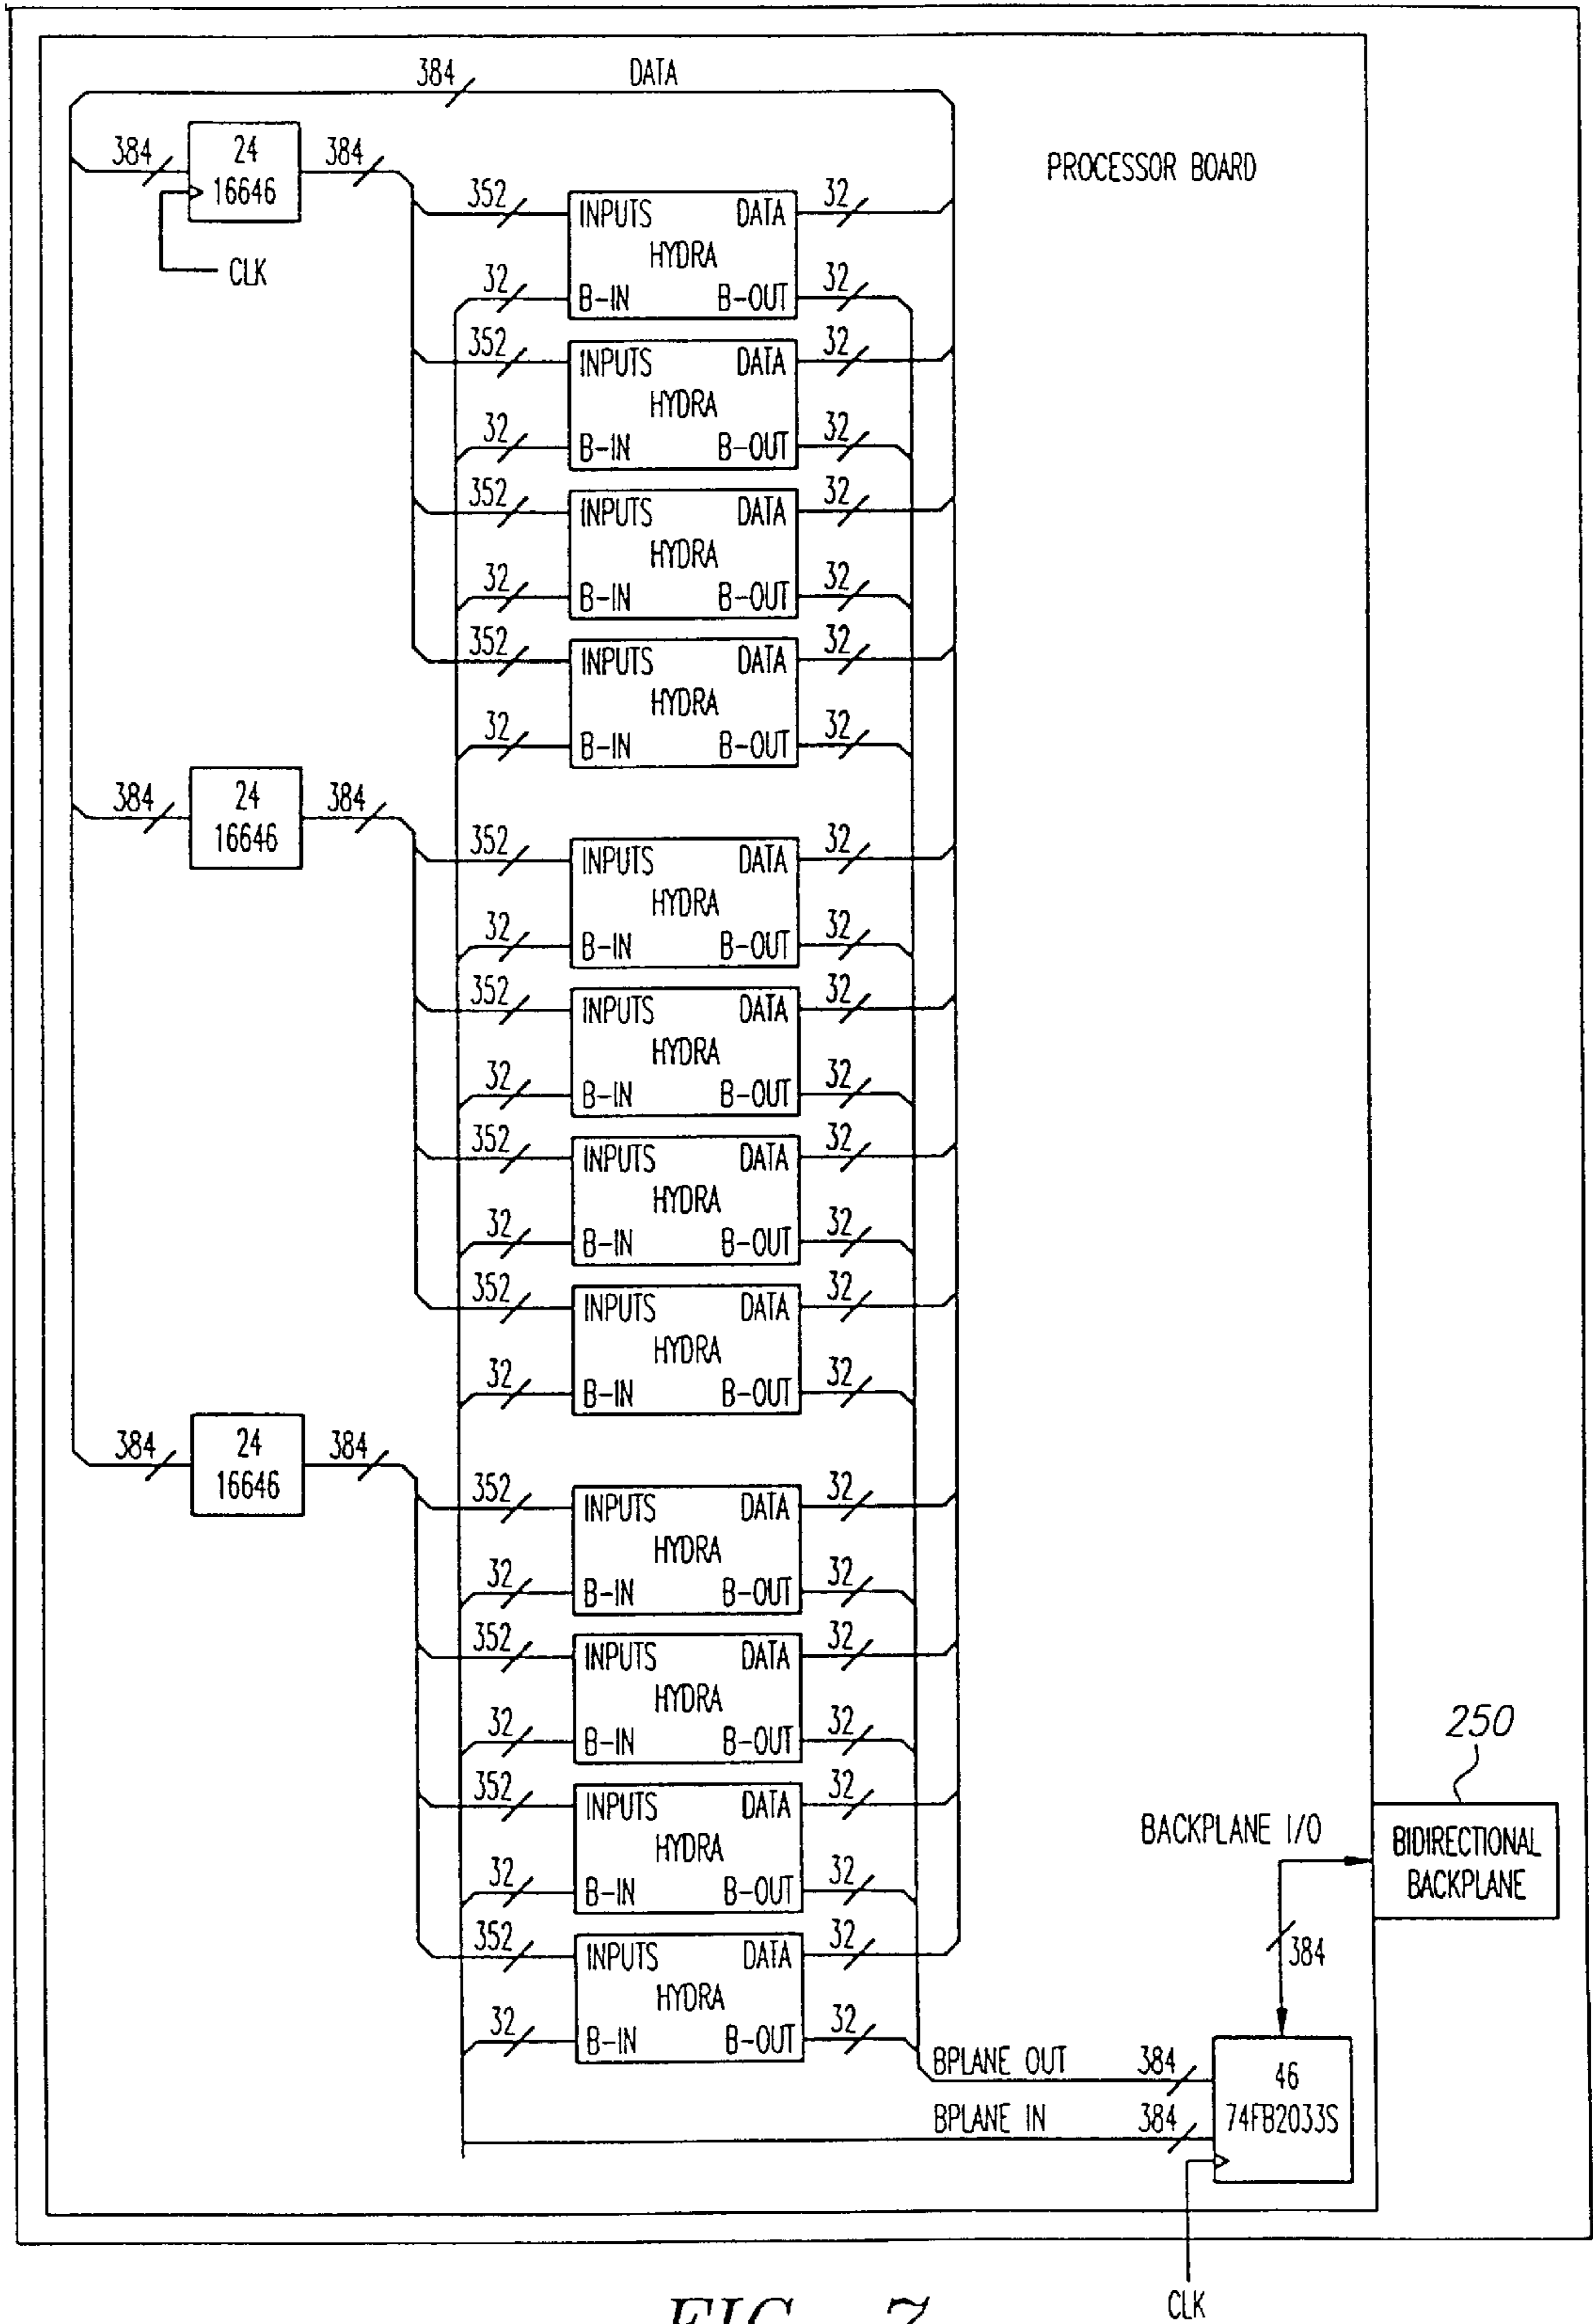 384 DATA
384 24 16646 384
CLK
PROCESSOR BOARD
352 INPUTS DATA 32
HYDRA
32 B-IN B-OUT 32
352 INPUTS DATA 32
HYDRA
32 B-IN B-OUT 32
352 INPUTS DATA 32
HYDRA
32 B-IN B-OUT 32
352 INPUTS DATA 32
HYDRA
32 B-IN B-OUT 32
384 24 16646 384
352 INPUTS DATA 32
HYDRA
32 B-IN B-OUT 32
352 INPUTS DATA 32
HYDRA
32 B-IN B-OUT 32
352 INPUTS DATA 32
HYDRA
32 B-IN B-OUT 32
352 INPUTS DATA 32
HYDRA
32 B-IN B-OUT 32
384 24 16646 384
352 INPUTS DATA 32
HYDRA
32 B-IN B-OUT 32
352 INPUTS DATA 32
HYDRA
32 B-IN B-OUT 32
352 INPUTS DATA 32
HYDRA
32 B-IN B-OUT 32
352 INPUTS DATA 32
HYDRA
32 B-IN B-OUT 32
250
BACKPLANE I/O
BIDIRECTIONAL
BACKPLANE
384
BPLANE OUT 384
BPLANE IN 384
46
74FB2033S
CLK
FIG. 7